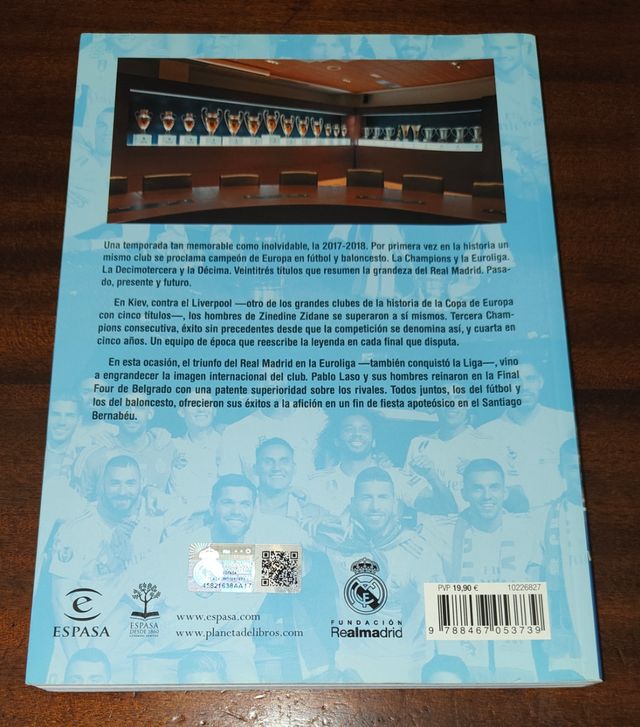 Una temporada tan memorable como inolvidable, la 2017-2018. Por primera vez en la historia un
mismo club se proclama campeón de Europa en fútbol y baloncesto. La Champions y la Euroliga.
La Decimotercera y la Décima. Veintitrés títulos que resumen la grandeza del Real Madrid. Pasa-
do, presente y futuro.
En Kiev, contra el Liverpool —otro de los grandes clubes de la historia de la Copa de Europa
con cinco títulos—, los hombres de Zinedine Zidane se superaron a sí mismos. Tercera Cham-
pions consecutiva, éxito sin precedentes desde que la competición se denomina así, y cuarta en
cinco años. Un equipo de época que reescribe la leyenda en cada final que disputa.
En esta ocasión, el triunfo del Real Madrid en la Euroliga —también conquistó la Liga—, vino
a engrandecer la imagen internacional del club. Pablo Laso y sus hombres reinaron en la Final
Four de Belgrado con una patente superioridad sobre los rivales. Todos juntos, los del fútbol y
los del baloncesto, ofrecieron sus éxitos a la afición en un fin de fiesta apoteósico en el Santiago
Bernabéu.
45821638AA17
ESPASA
ESPASA
DESDE 1860
www.espasa.com
www.planetadelibros.com
FUNDACIÓN
Realmadrid
PVP 19,90 € 10226827
9 788467 053739